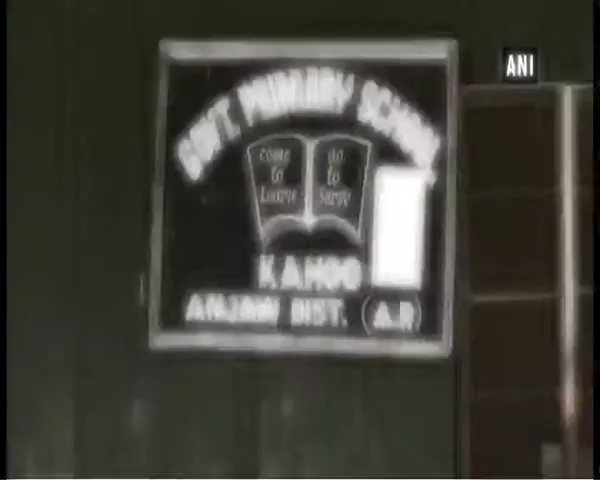 ANI
GOVT. PRIMARY SCHOOL
come
to
Learn
go
to
Serve
KAHOO
ANJAW DIST. (A.P)